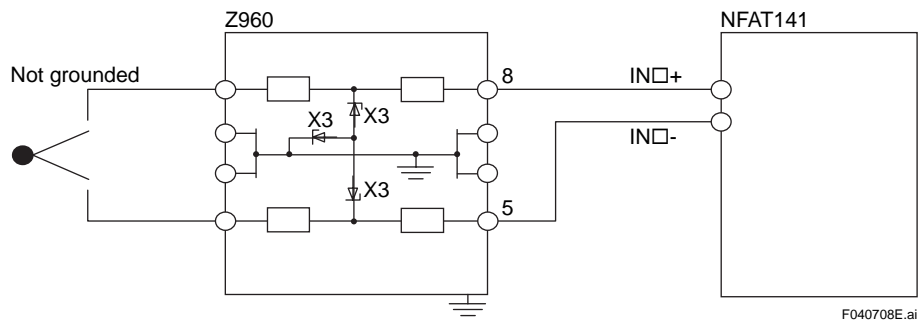 Z960
NFAT141
Not grounded
8
IN□+
X3
X3
IN□-
X3
5
F040708E.ai